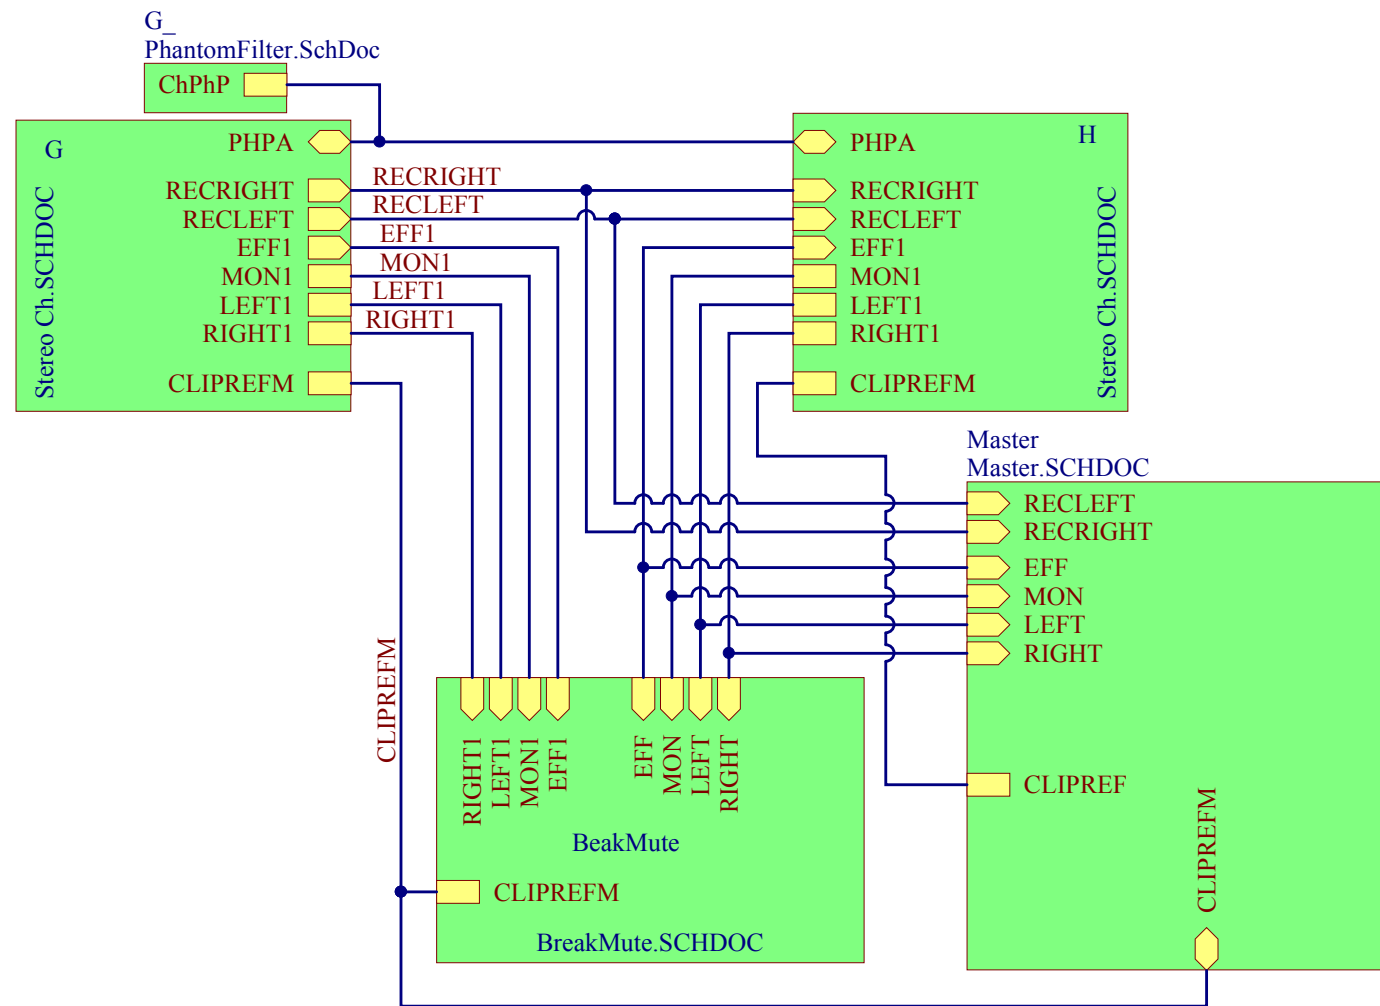 G_
PhantomFilter.SchDoc
ChPhP
G
Stereo Ch.SCHDOC
PHPA
RECRIGHT
RECLEFT
EFF1
MON1
LEFT1
RIGHT1
CLIPREFM
RECRIGHT
RECLEFT
EFF1
MON1
LEFT1
RIGHT1
H
Stereo Ch.SCHDOC
PHPA
RECRIGHT
RECLEFT
EFF1
MON1
LEFT1
RIGHT1
CLIPREFM
Master
Master.SCHDOC
RECLEFT
RECRIGHT
EFF
MON
LEFT
RIGHT
CLIPREF
CLIPREFM
CLIPREFM
RIGHT1
LEFT1
MON1
EFF1
EFF
MON
LEFT
RIGHT
BeakMute
CLIPREFM
BreakMute.SCHDOC